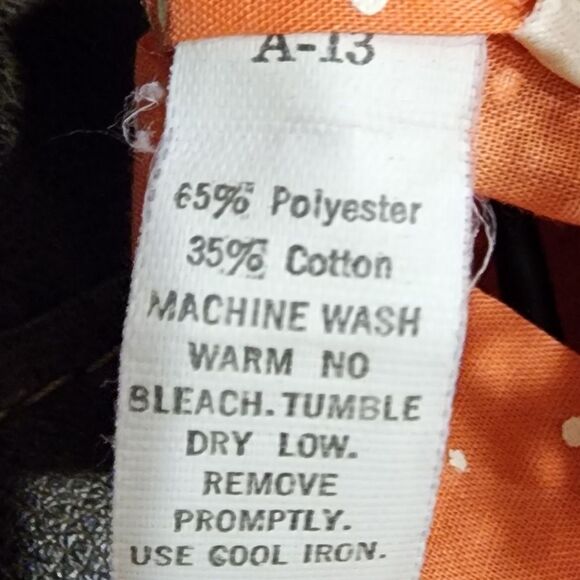 A-13
65% Polyester
35% Cotton
MACHINE WASH
WARM NO
BLEACH. TUMBLE
DRY LOW.
REMOVE
PROMPTLY.
USE COOL IRON.